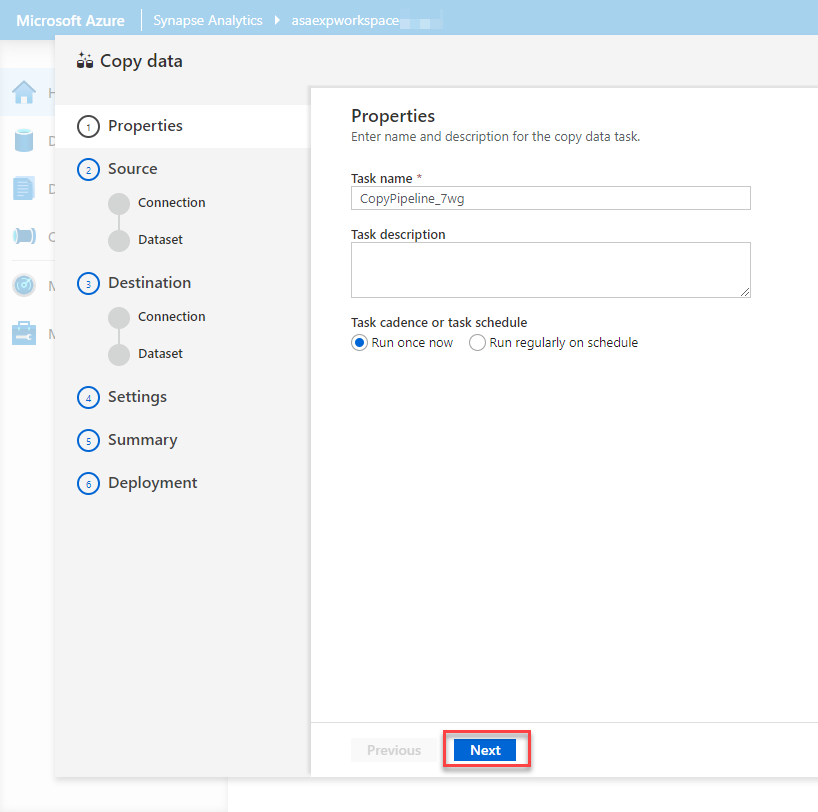 Microsoft Azure Synapse Analytics asaexpworkspace
Copy data
1 Properties
2 Source
Connection
Dataset
3 Destination
Connection
Dataset
4 Settings
5 Summary
6 Deployment
Properties
Enter name and description for the copy data task.
Task name *
CopyPipeline_7wg
Task description
Task cadence or task schedule
Run once now Run regularly on schedule
Previous Next